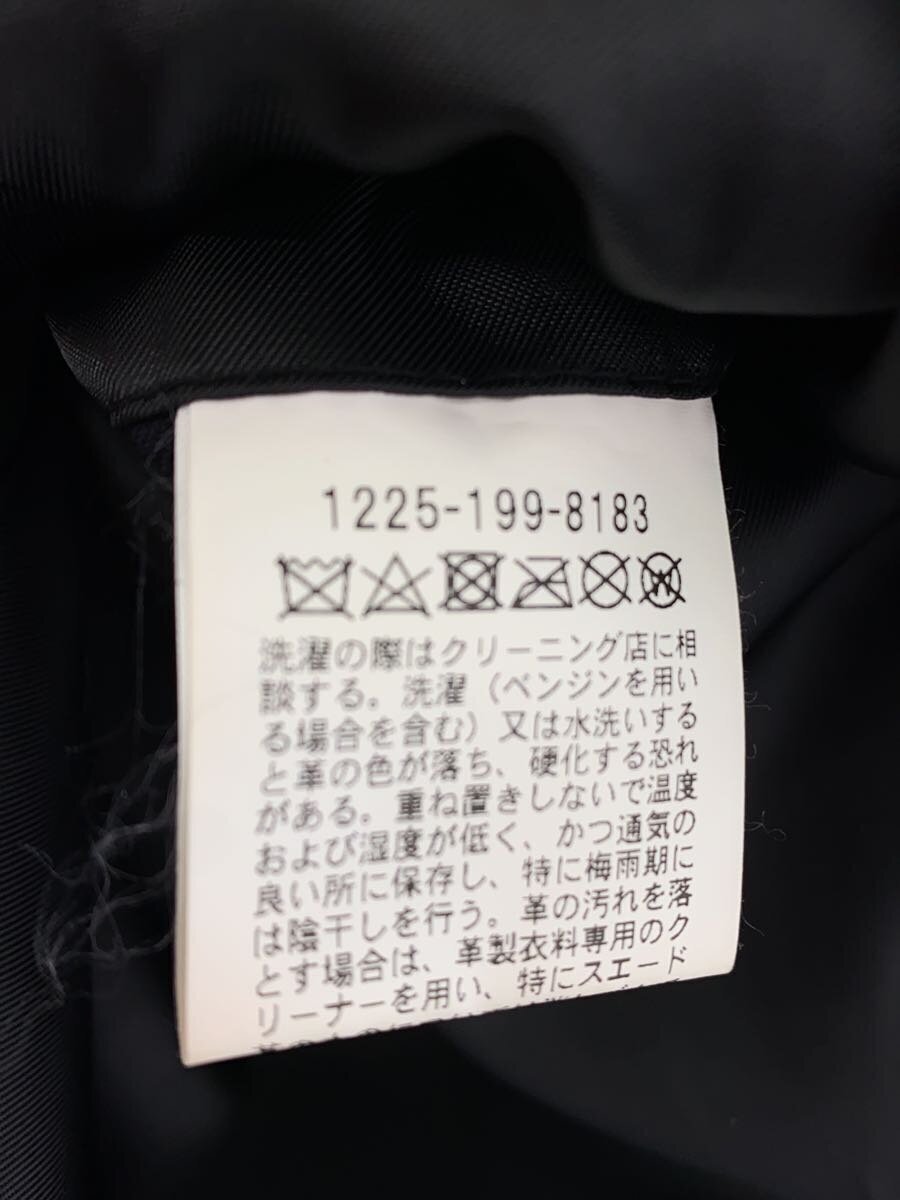 1225-199-8183
洗濯の際はクリーニング店に相
談する。洗濯（ベンジンを用い
る場合を含む）又は水洗いする
と革の色が落ち、硬化する恐れ
がある。重ね置きしないで温度
および湿度が低く、かつ通気の
良い所に保存し、特に梅雨期に
は陰干しを行う。革の汚れを落
とす場合は、革製衣料専用のク
リーナーを用い、特にスエード